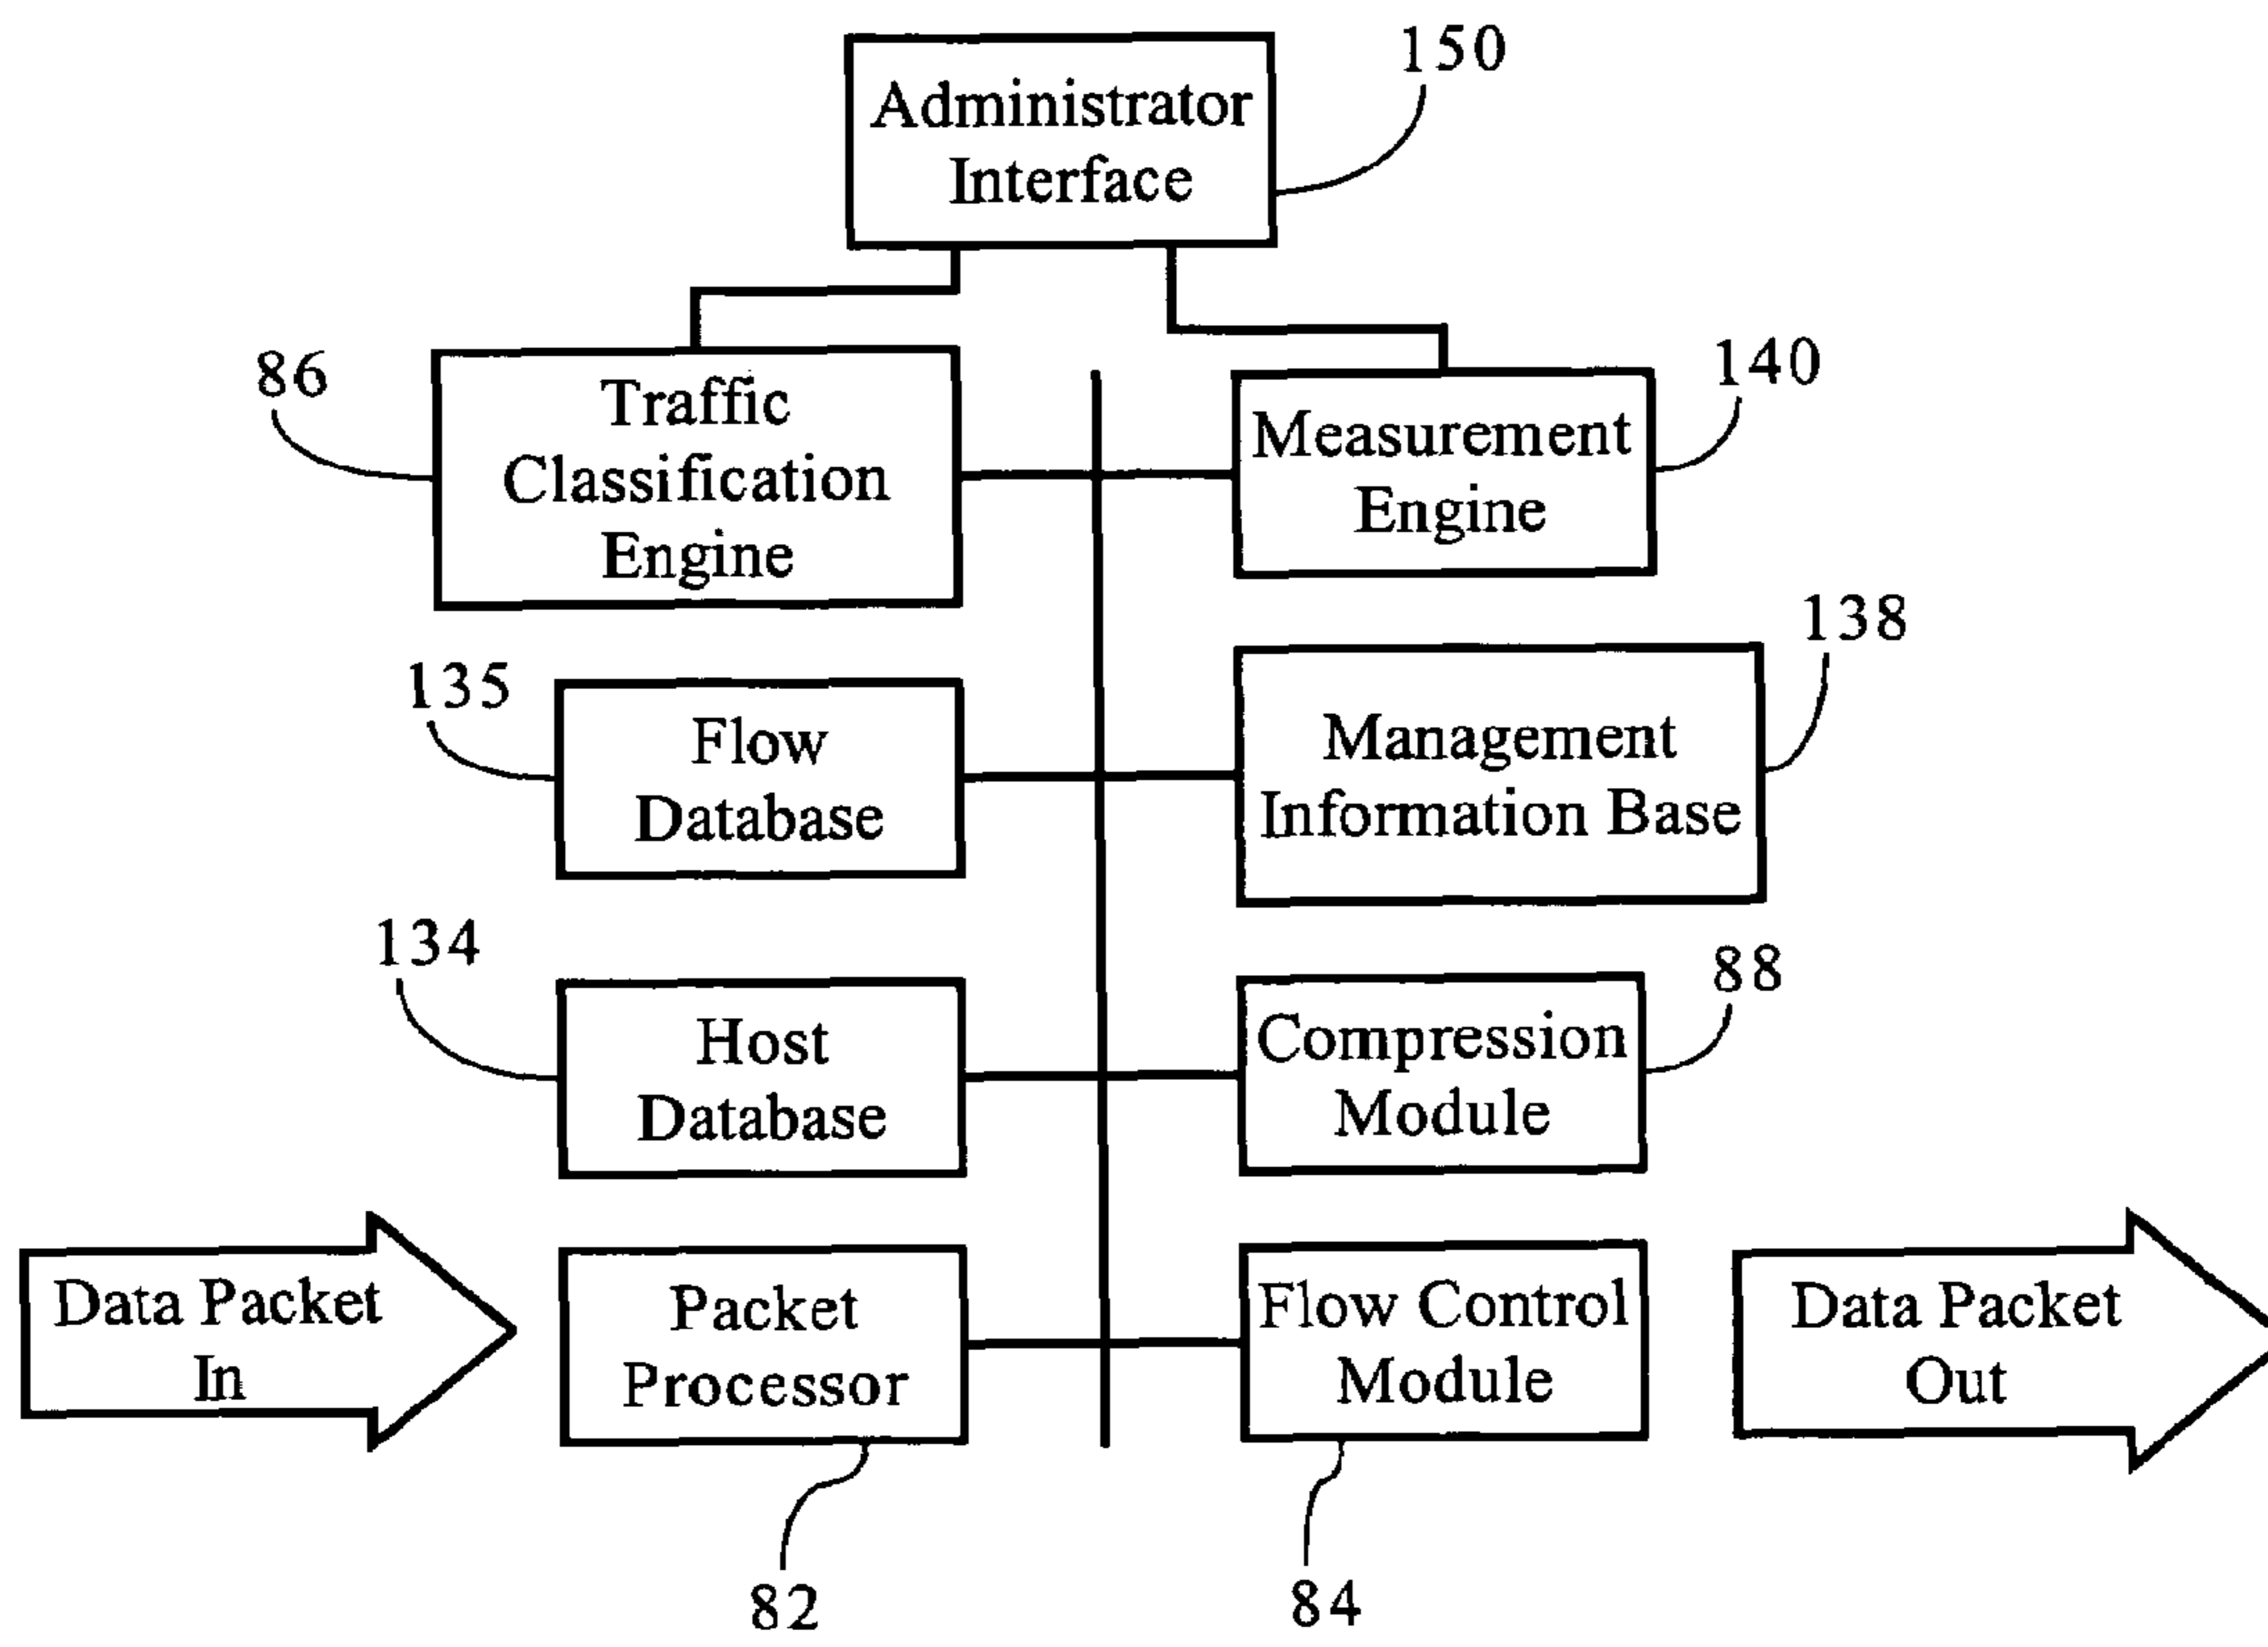 150
Administrator
Interface
86
Traffic
Classification
Engine
140
Measurement
Engine
135
Flow
Database
138
Management
Information Base
134
Host
Database
88
Compression
Module
Data Packet
In
Packet
Processor
Flow Control
Module
Data Packet
Out
82
84